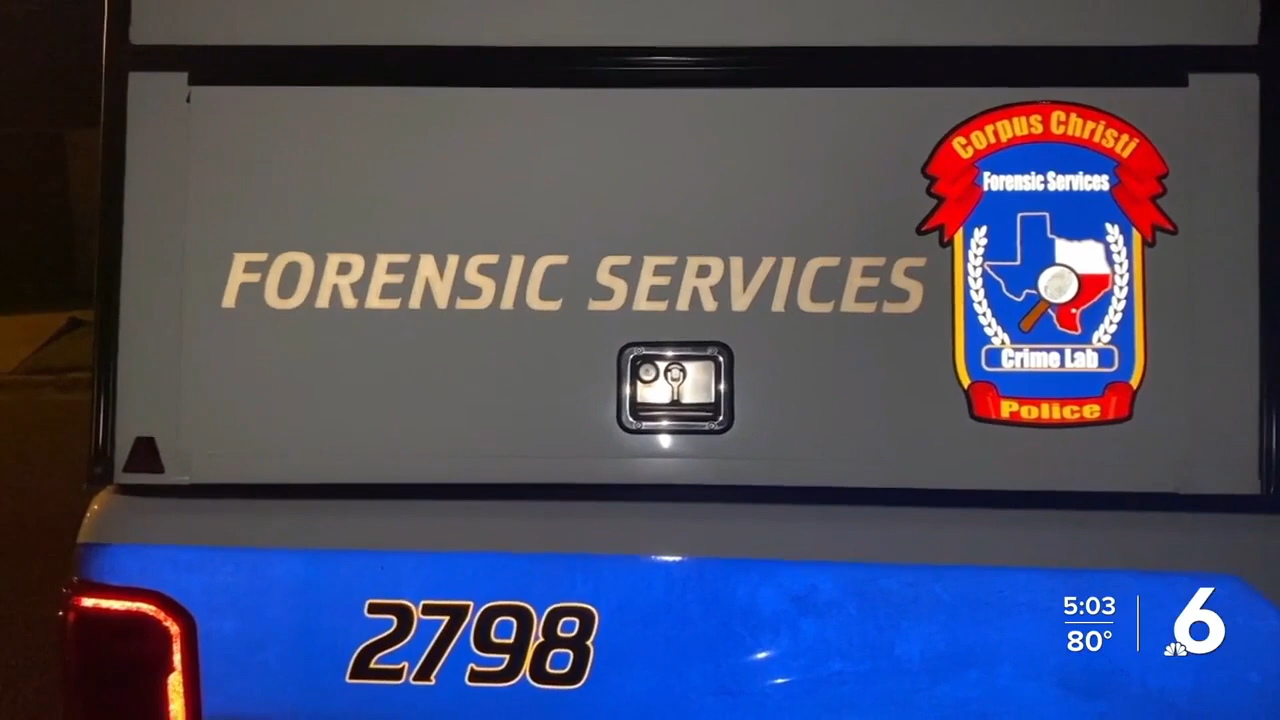 Corpus Christi
Forensic Services
FORENSIC SERVICES
Crime Lab
Police
2798
5:03
80°
6